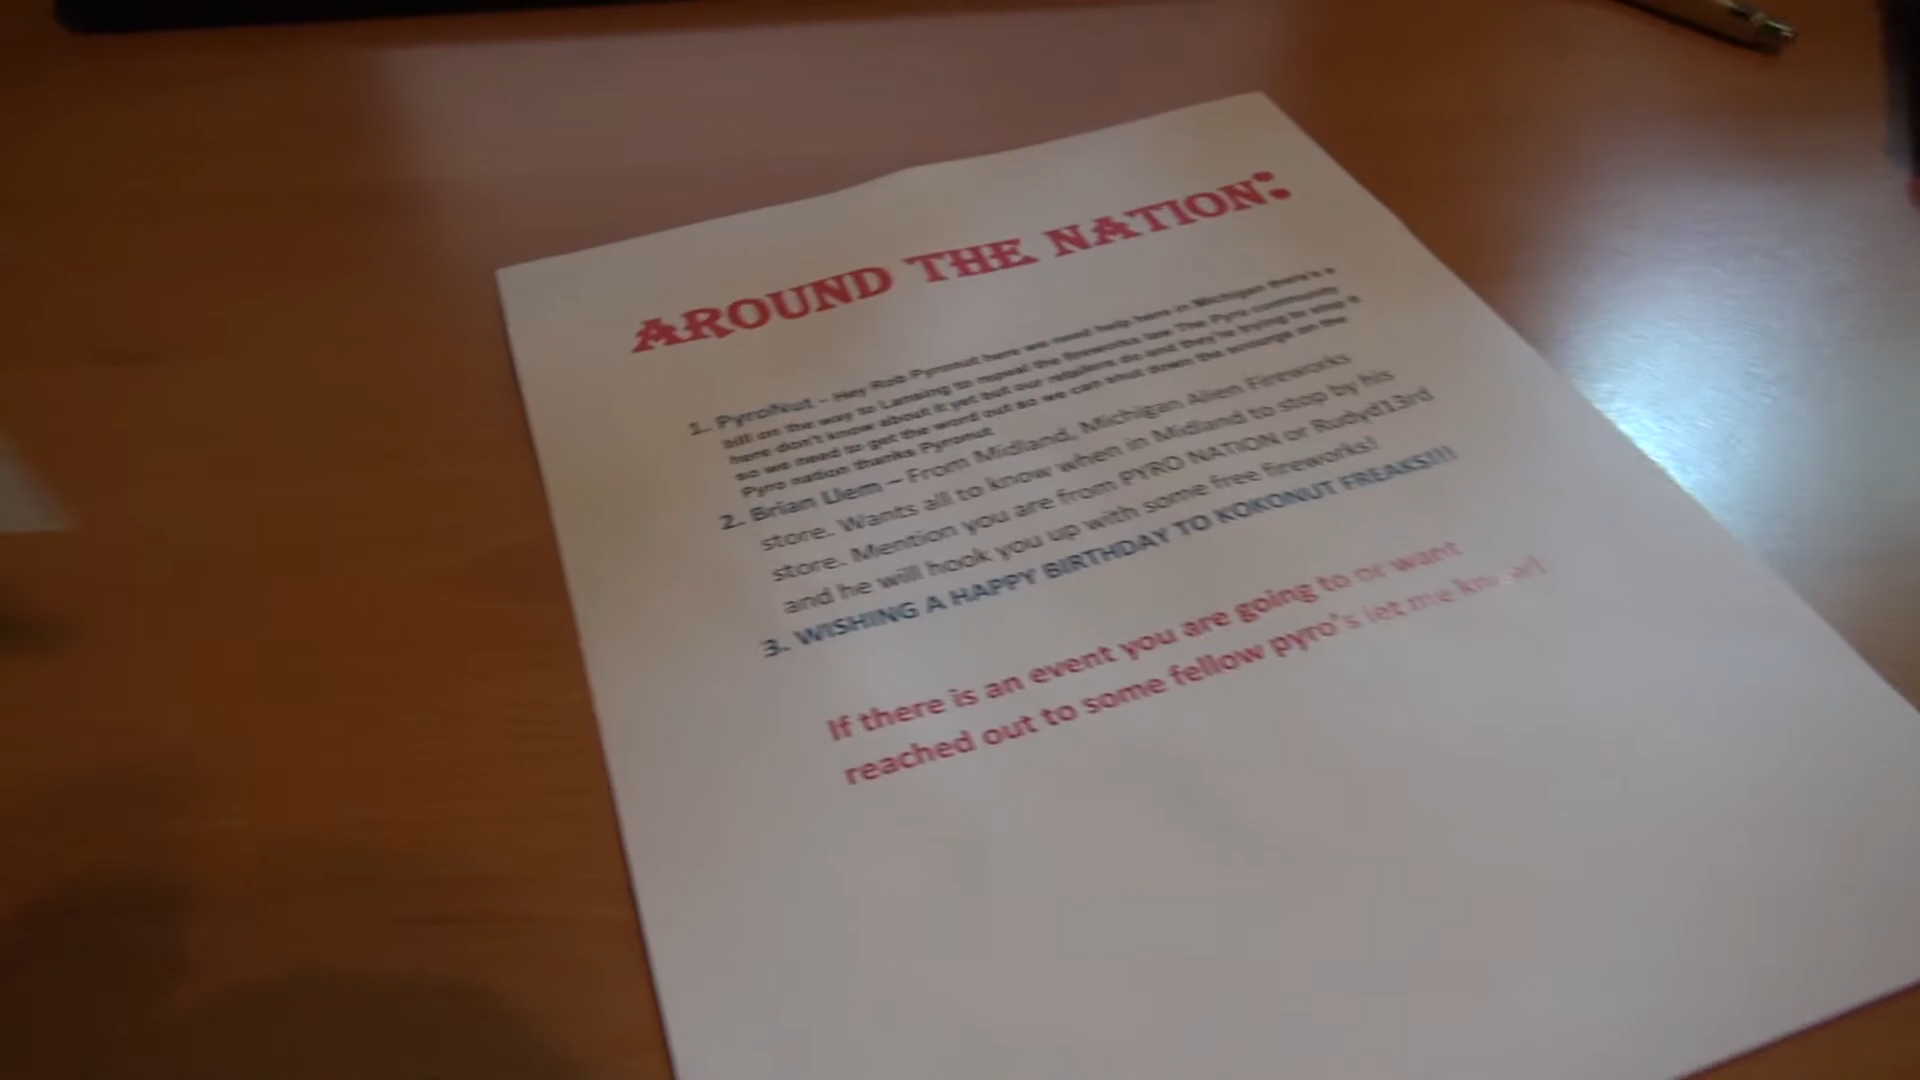 AROUND THE NATION:
1. PyroNut - Hey Rob Pyronut here we need help here in Michigan there's a
bill on the way to Lansing to repeal the fireworks law The Pyro community
here don't know about it yet but our retailers do and they're trying to stop it
so we need to get the word out so we can shut down the scourge on the
Pyro nation thanks Pyronut
2. Brian – From Midland, Michigan Alien Fireworks
store. Wants all to know when in Midland to stop by his
store. Mention you are from PYRO NATION or Rudyd13rd
and he will hook you up with some free fireworks!
3. WISHING A HAPPY BIRTHDAY TO KOKONUT FREAKS!!!
If there is an event you are going to or want
reached out to some fellow pyro's let me know!